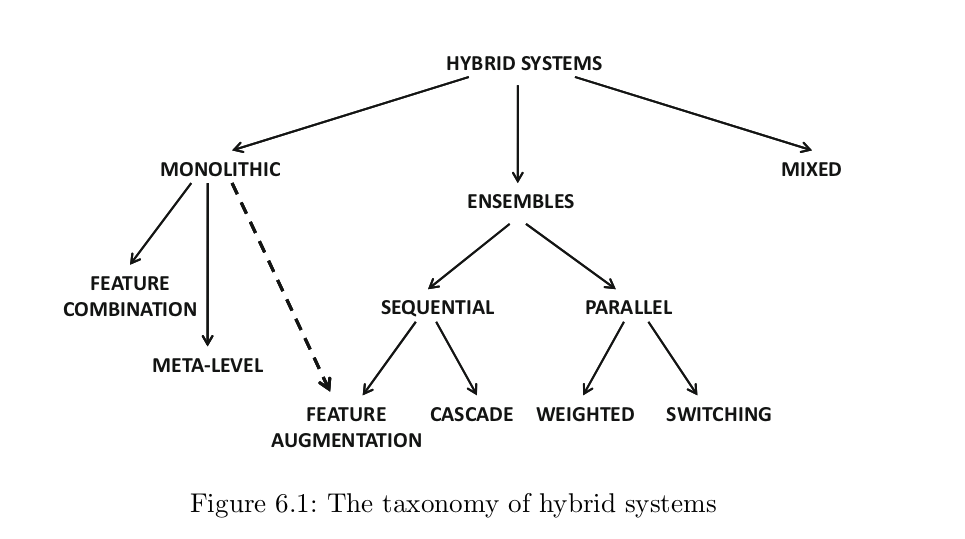 HYBRID SYSTEMS
MONOLITHIC
MIXED
ENSEMBLES
FEATURE
COMBINATION
SEQUENTIAL
PARALLEL
META-LEVEL
FEATURE
AUGMENTATION
CASCADE
WEIGHTED
SWITCHING
Figure 6.1: The taxonomy of hybrid systems